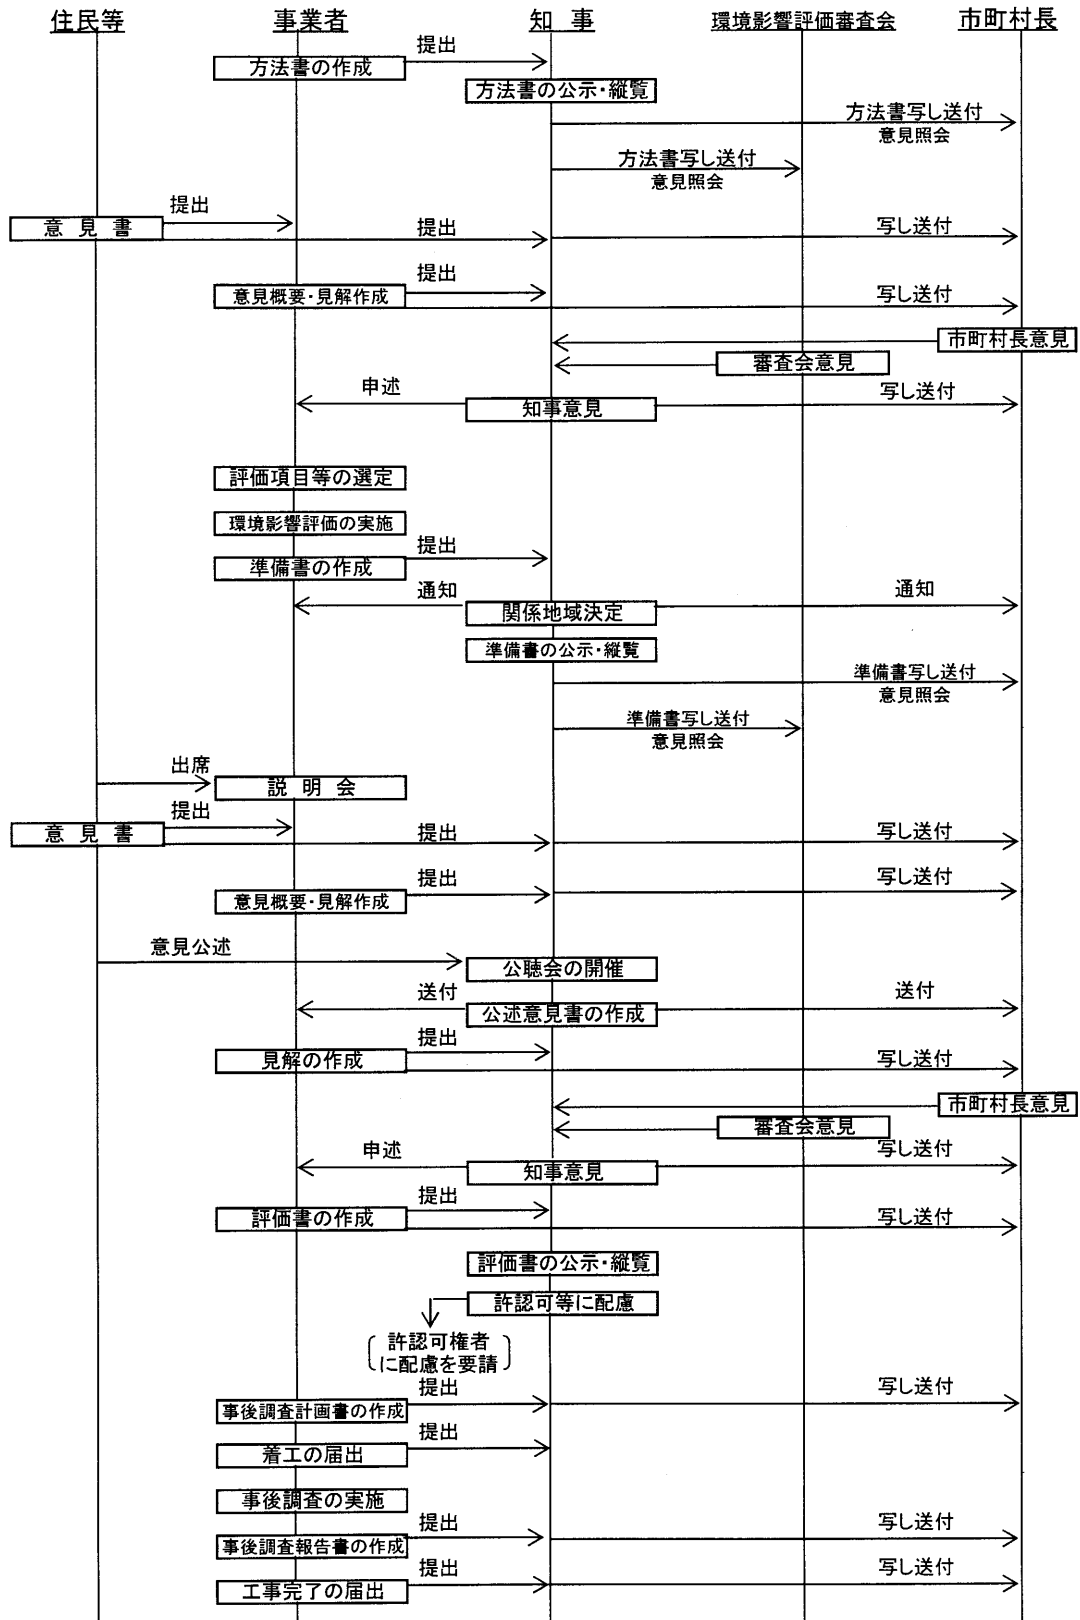 住民等 事業者 知 事 環境影響評価審査会 市町村長
提出
方法書の作成
方法書の公示・縦覧
方法書写し送付
意見照会
方法書写し送付
意見照会
提出
意 見 書
提出
写し送付
提出
意見概要・見解作成
写し送付
市町村長意見
審査会意見
申述
知事意見
写し送付
評価項目等の選定
環境影響評価の実施
提出
準備書の作成
通知
関係地域決定
通知
準備書の公示・縦覧
準備書写し送付
意見照会
準備書写し送付
意見照会
出席
説 明 会
提出
意 見 書
提出
写し送付
提出
意見概要・見解作成
写し送付
意見公述
公聴会の開催
送付
公述意見書の作成
送付
提出
見解の作成
写し送付
市町村長意見
審査会意見
申述
知事意見
写し送付
提出
評価書の作成
写し送付
評価書の公示・縦覧
許認可等に配慮
許認可権者
に配慮を要請
提出
事後調査計画書の作成
写し送付
提出
着工の届出
事後調査の実施
提出
事後調査報告書の作成
写し送付
提出
工事完了の届出
写し送付